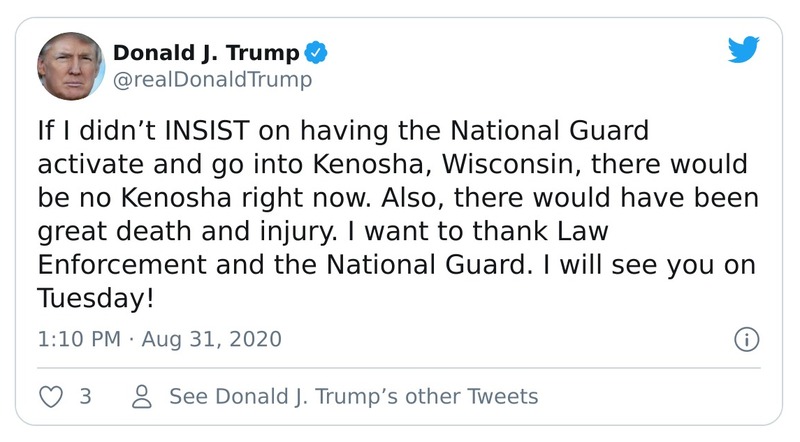 Donald J. Trump
@realDonaldTrump
If I didn’t INSIST on having the National Guard
activate and go into Kenosha, Wisconsin, there would
be no Kenosha right now. Also, there would have been
great death and injury. I want to thank Law
Enforcement and the National Guard. I will see you on
Tuesday!
1:10 PM · Aug 31, 2020
3 See Donald J. Trump’s other Tweets